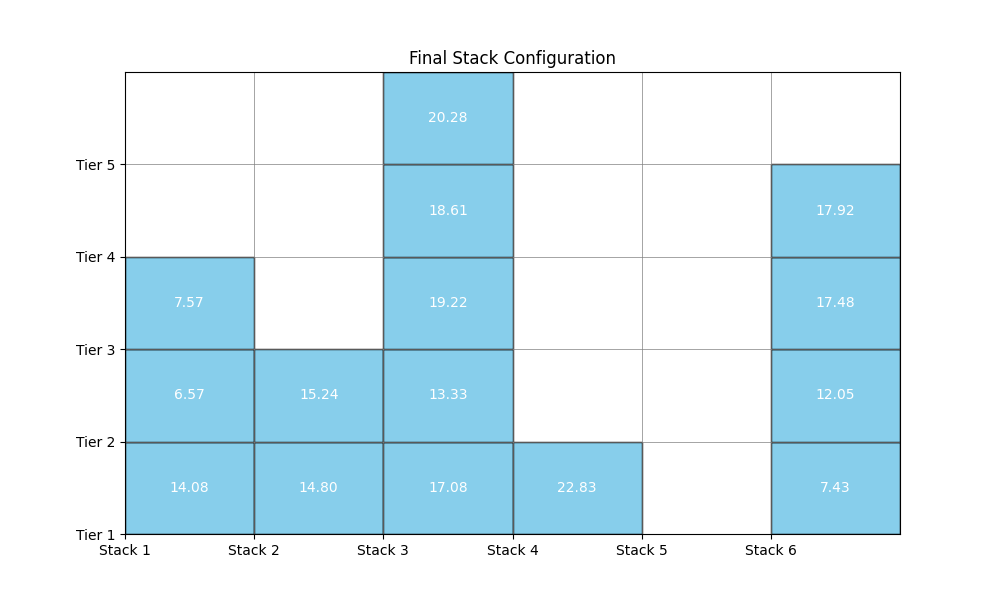 Final Stack Configuration
20.28
Tier 5
18.61 17.92
Tier 4
7.57 19.22 17.48
Tier 3
6.57 15.24 13.33 12.05
Tier 2
14.08 14.80 17.08 22.83 7.43
Tier 1
Stack 1 Stack 2 Stack 3 Stack 4 Stack 5 Stack 6